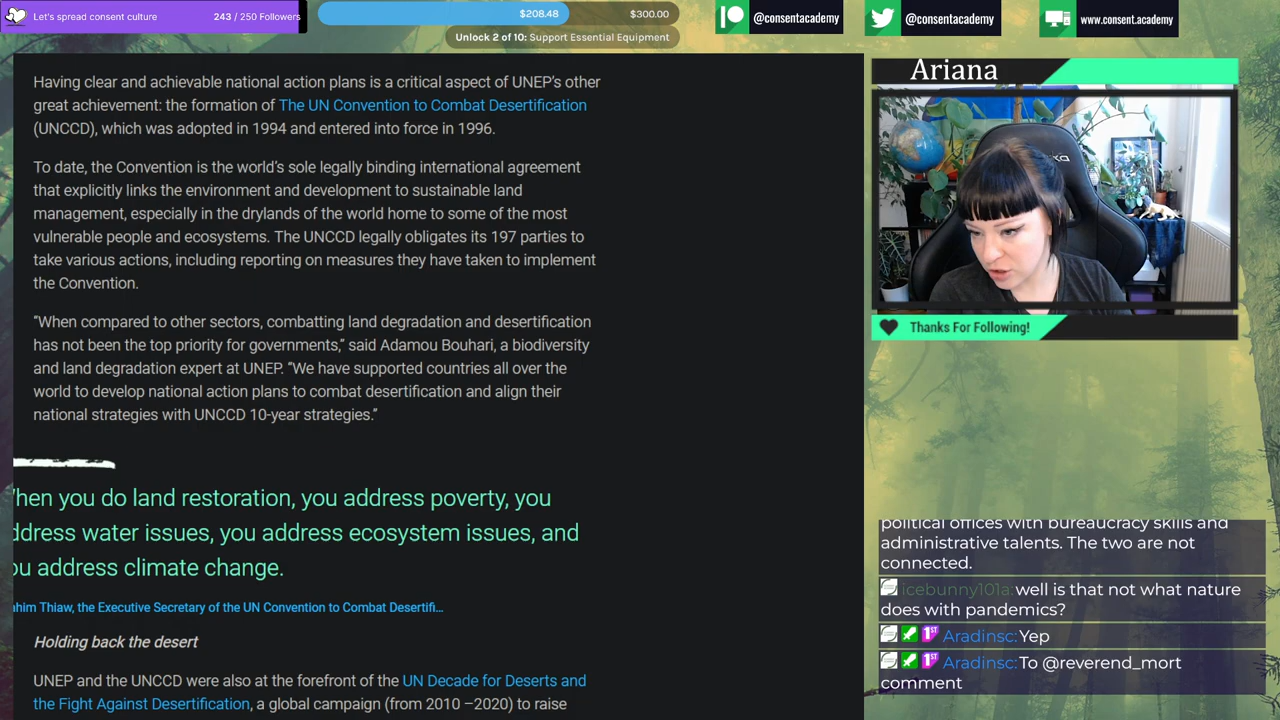 Let's spread consent culture
243 / 250 Followers
$208.48
$300.00
Unlock 2 of 10: Support Essential Equipment
@consentacademy
@consentacademy
www.consent.academy
Having clear and achievable national action plans is a critical aspect of UNEP's other
great achievement: the formation of The UN Convention to Combat Desertification
(UNCCD), which was adopted in 1994 and entered into force in 1996.
To date, the Convention is the world's sole legally binding international agreement
that explicitly links the environment and development to sustainable land
management, especially in the drylands of the world home to some of the most
vulnerable people and ecosystems. The UNCCD legally obligates its 197 parties to
take various actions, including reporting on measures they have taken to implement
the Convention.
“When compared to other sectors, combatting land degradation and desertification
has not been the top priority for governments,” said Adamou Bouhari, a biodiversity
and land degradation expert at UNEP. “We have supported countries all over the
world to develop national action plans to combat desertification and align their
national strategies with UNCCD 10-year strategies.”
hen you do land restoration, you address poverty, you
ddress water issues, you address ecosystem issues, and
ou address climate change.
ahim Thiaw, the Executive Secretary of the UN Convention to Combat Desertifi...
Holding back the desert
UNEP and the UNCCD were also at the forefront of the UN Decade for Deserts and
the Fight Against Desertification, a global campaign (from 2010 –2020) to raise
Ariana
Thanks For Following!
political offices with bureaucracy skills and
administrative talents. The two are not
connected.
icebunny101a: well is that not what nature
does with pandemics?
Aradinsc: Yep
Aradinsc: To @reverend_mort
comment